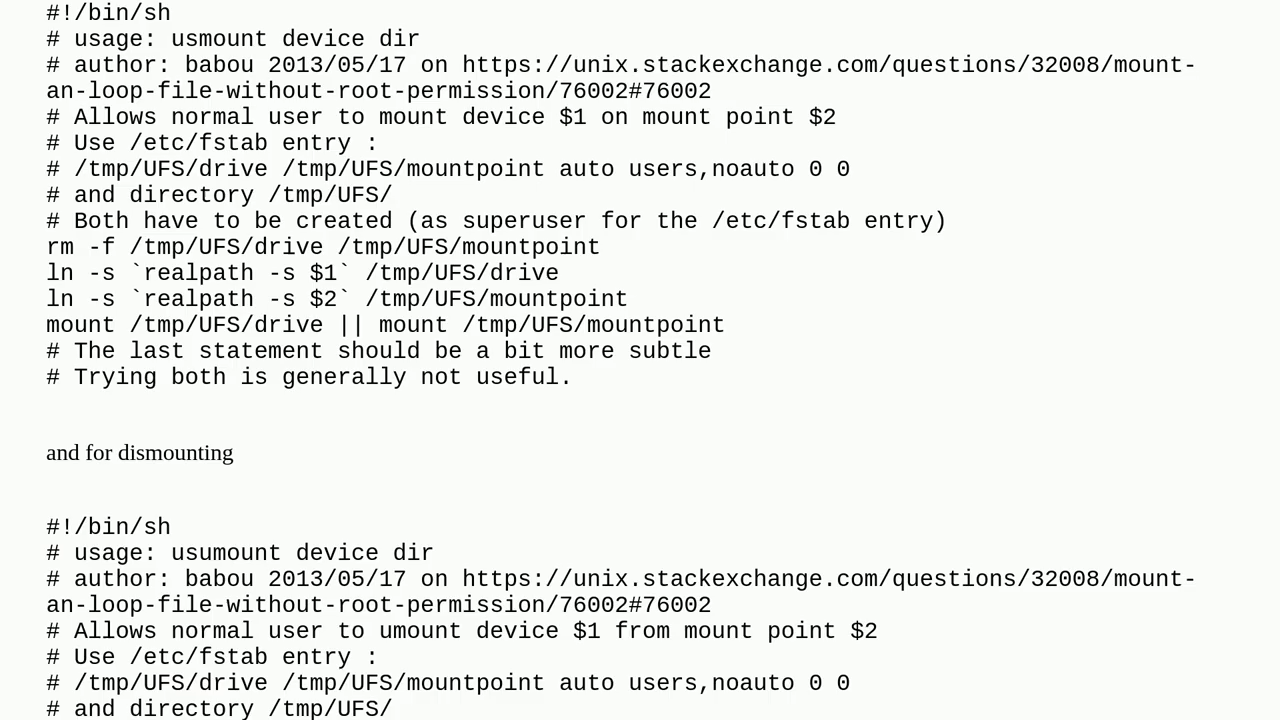 #!/bin/sh
# usage: usmount device dir
# author: babou 2013/05/17 on https://unix.stackexchange.com/questions/32008/mount-
an-loop-file-without-root-permission/76002#76002
# Allows normal user to mount device $1 on mount point $2
# Use /etc/fstab entry :
# /tmp/UFS/drive /tmp/UFS/mountpoint auto users,noauto 0 0
# and directory /tmp/UFS/
# Both have to be created (as superuser for the /etc/fstab entry)
rm -f /tmp/UFS/drive /tmp/UFS/mountpoint
ln -s `realpath -s $1` /tmp/UFS/drive
ln -s `realpath -s $2` /tmp/UFS/mountpoint
mount /tmp/UFS/drive || mount /tmp/UFS/mountpoint
# The last statement should be a bit more subtle
# Trying both is generally not useful.
and for dismounting
#!/bin/sh
# usage: usumount device dir
# author: babou 2013/05/17 on https://unix.stackexchange.com/questions/32008/mount-
an-loop-file-without-root-permission/76002#76002
# Allows normal user to umount device $1 from mount point $2
# Use /etc/fstab entry :
# /tmp/UFS/drive /tmp/UFS/mountpoint auto users,noauto 0 0
# and directory /tmp/UFS/